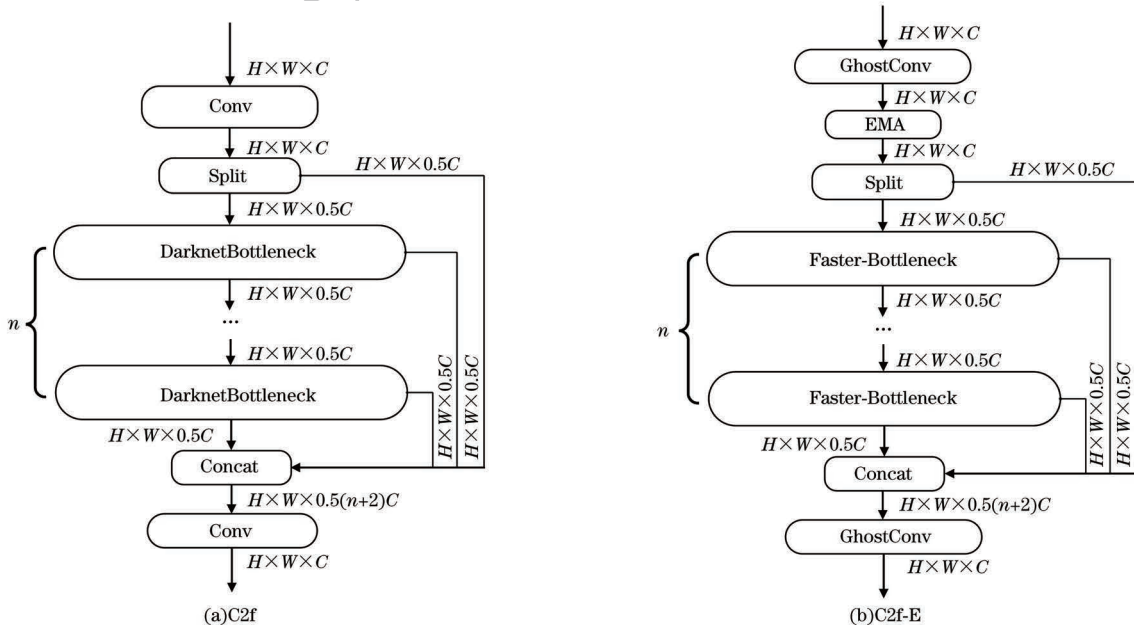 H×W×C
Conv
H×W×C
Split
H×W×0.5C
H×W×0.5C
DarknetBottleneck
H×W×0.5C
...
n
H×W×0.5C
DarknetBottleneck
H×W×0.5C
H×W×0.5C
H×W×0.5C
Concat
H×W×0.5(n+2)C
Conv
H×W×C
(a)C2f
H×W×C
GhostConv
H×W×C
EMA
H×W×C
Split
H×W×0.5C
H×W×0.5C
Faster-Bottleneck
H×W×0.5C
...
n
H×W×0.5C
Faster-Bottleneck
H×W×0.5C
H×W×0.5C
H×W×0.5C
Concat
H×W×0.5(n+2)C
GhostConv
H×W×C
(b)C2f-E